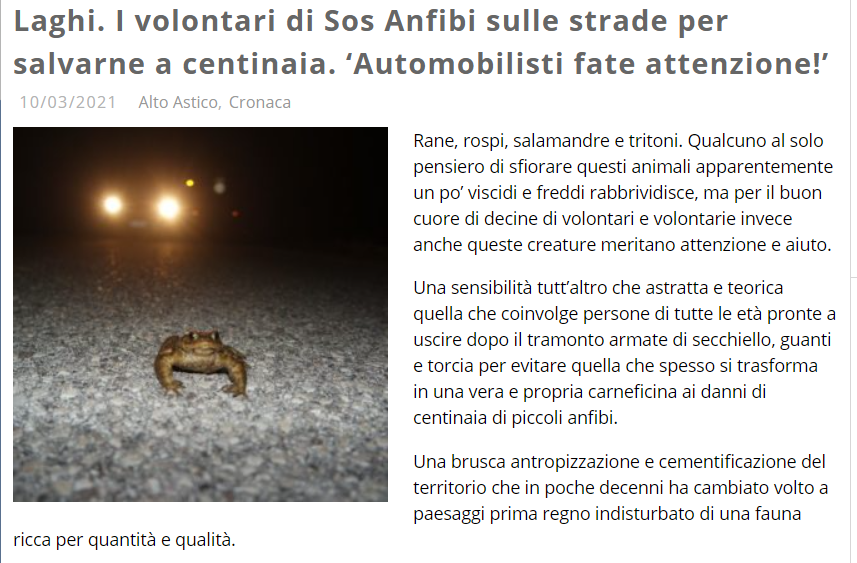 Laghi. I volontari di Sos Anfibi sulle strade per
salvarne a centinaia. ‘Automobilisti fate attenzione!’
10/03/2021 Alto Astico, Cronaca
Rane, rospi, salamandre e tritoni. Qualcuno al solo
pensiero di sfiorare questi animali apparentemente
un po’ viscidi e freddi rabbrividisce, ma per il buon
cuore di decine di volontari e volontarie invece
anche queste creature meritano attenzione e aiuto.
Una sensibilità tutt’altro che astratta e teorica
quella che coinvolge persone di tutte le età pronte a
uscire dopo il tramonto armate di secchiello, guanti
e torcia per evitare quella che spesso si trasforma
in una vera e propria carneficina ai danni di
centinaia di piccoli anfibi.
Una brusca antropizzazione e cementificazione del
territorio che in poche decenni ha cambiato volto a
paesaggi prima regno indisturbato di una fauna
ricca per quantità e qualità.